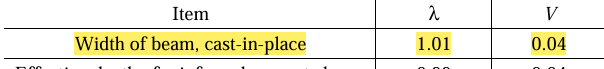 Item λ V
Width of beam, cast-in-place 1.01 0.04